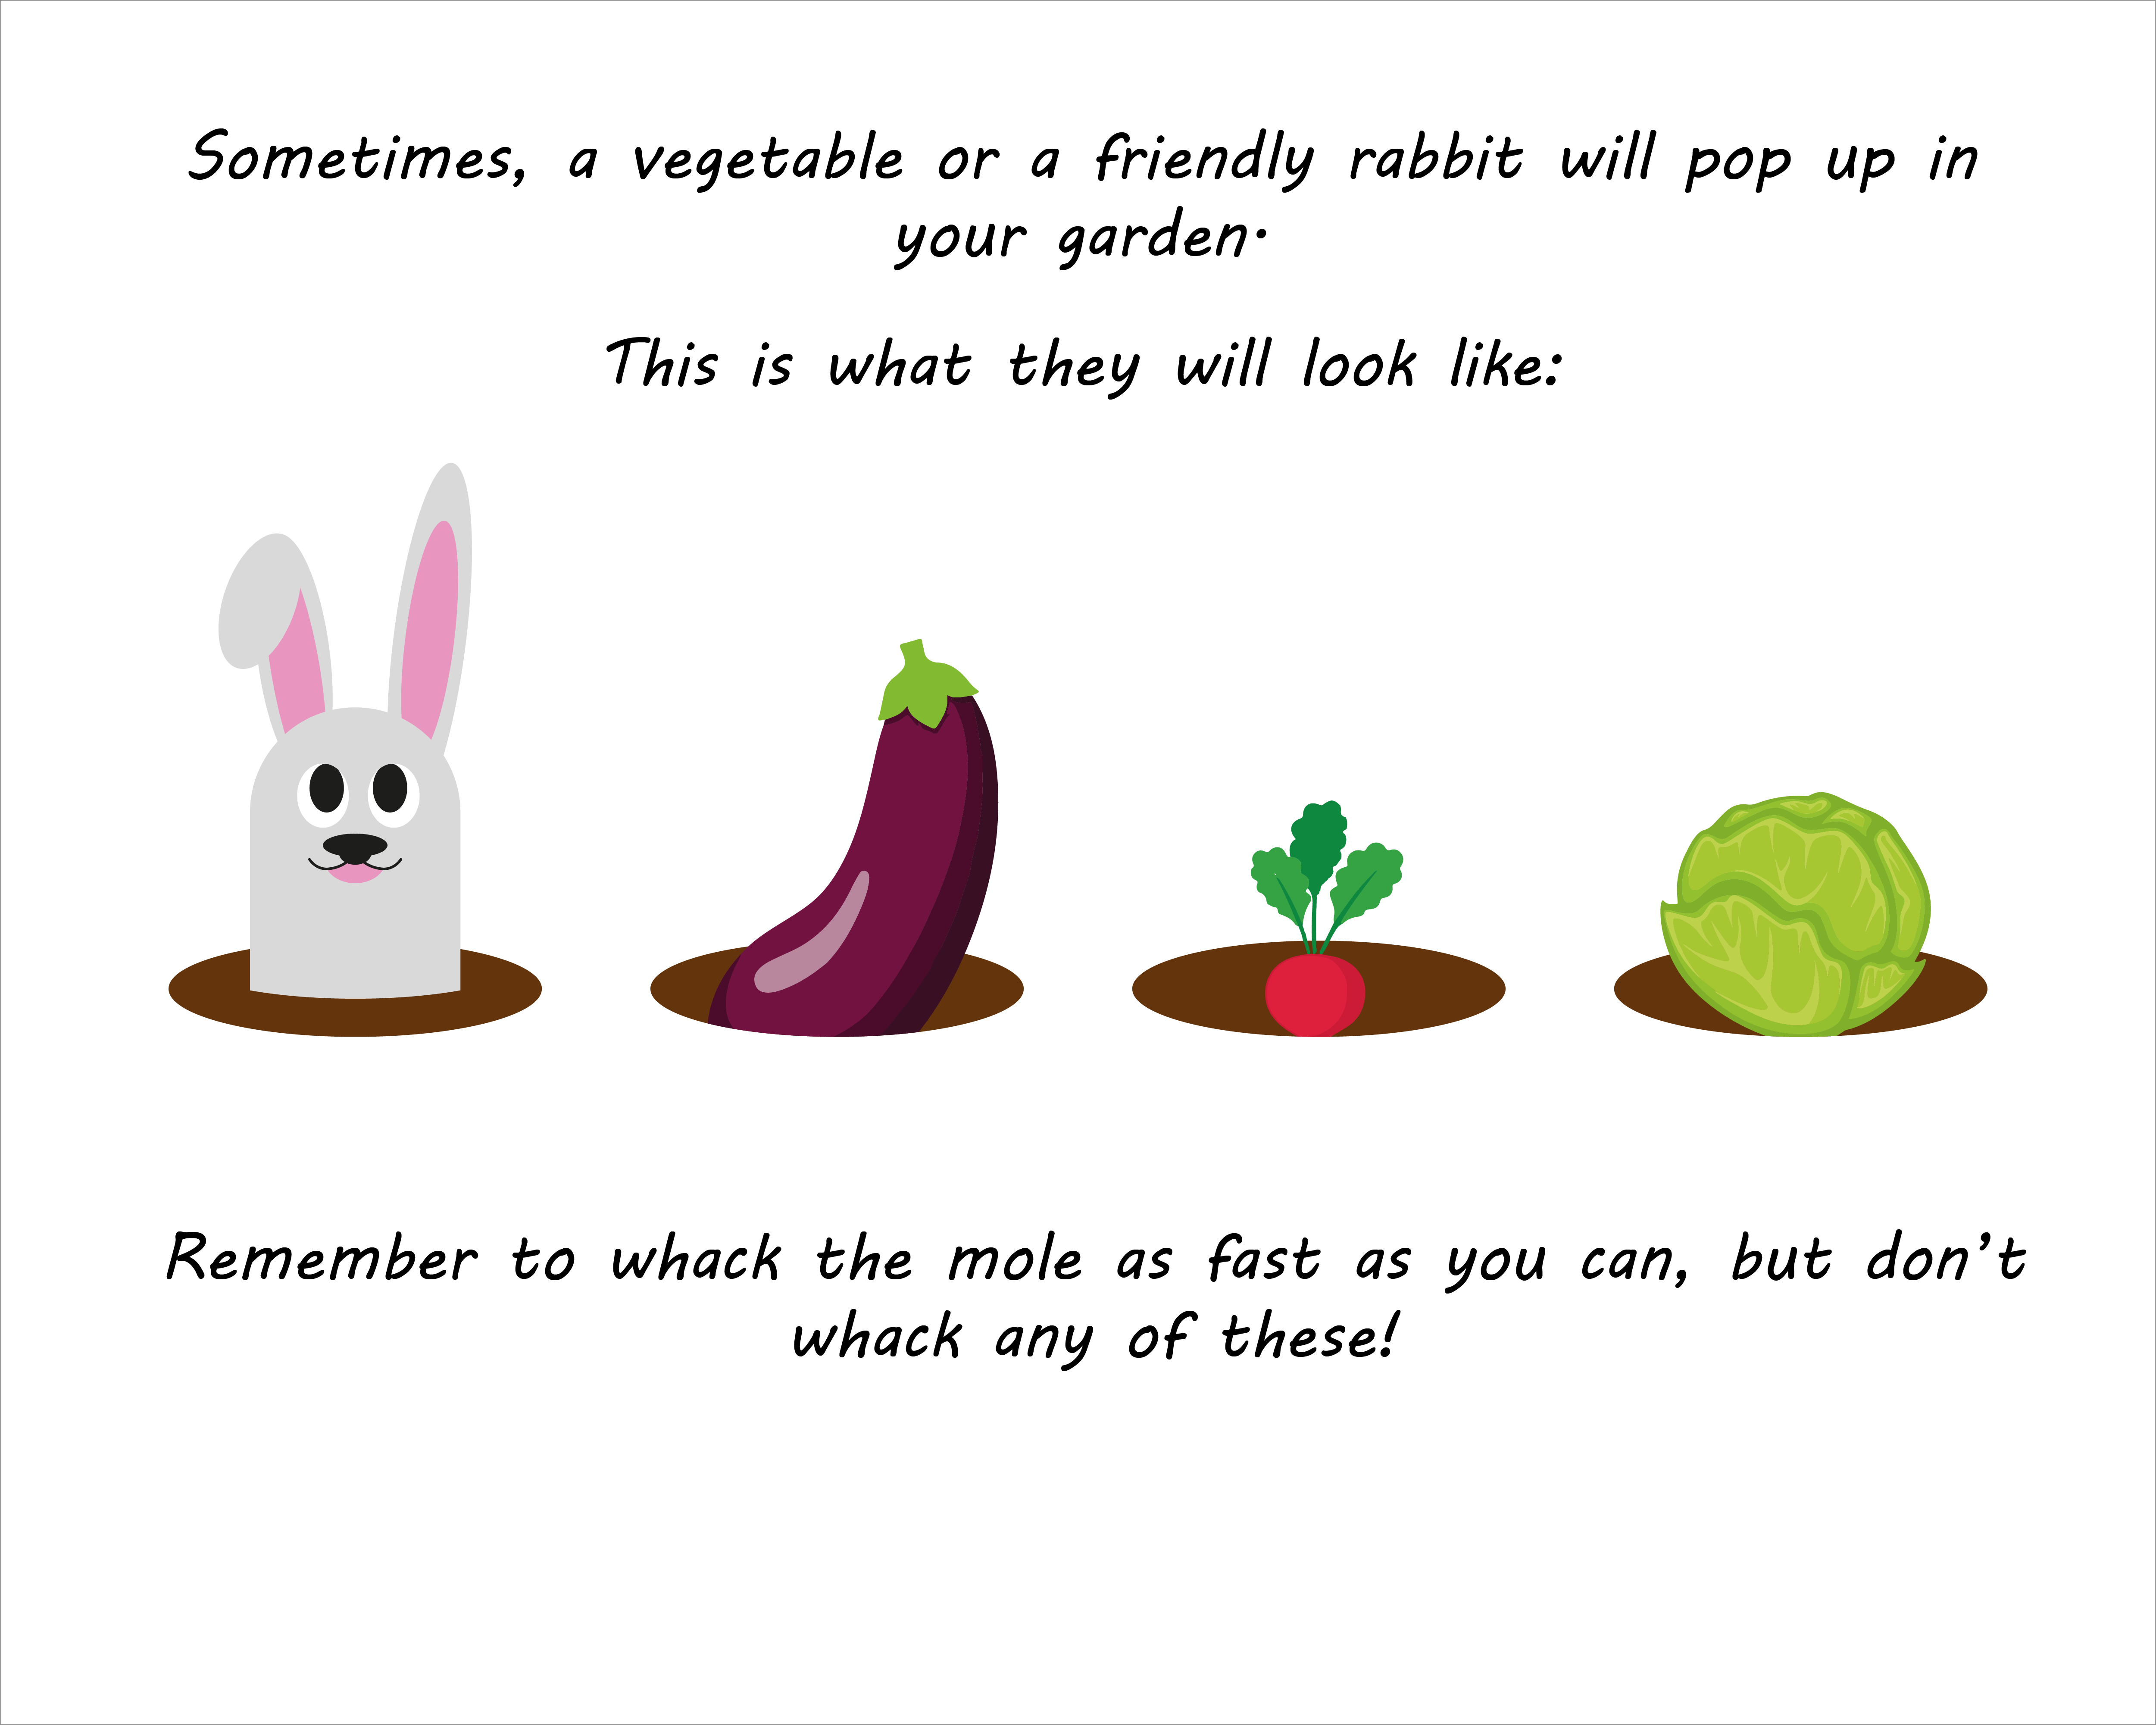 Sometimes, a vegetable or a friendly rabbit will pop up in
your garden.
This is what they will look like:
Remember to whack the mole as fast as you can, but don't
whack any of these!